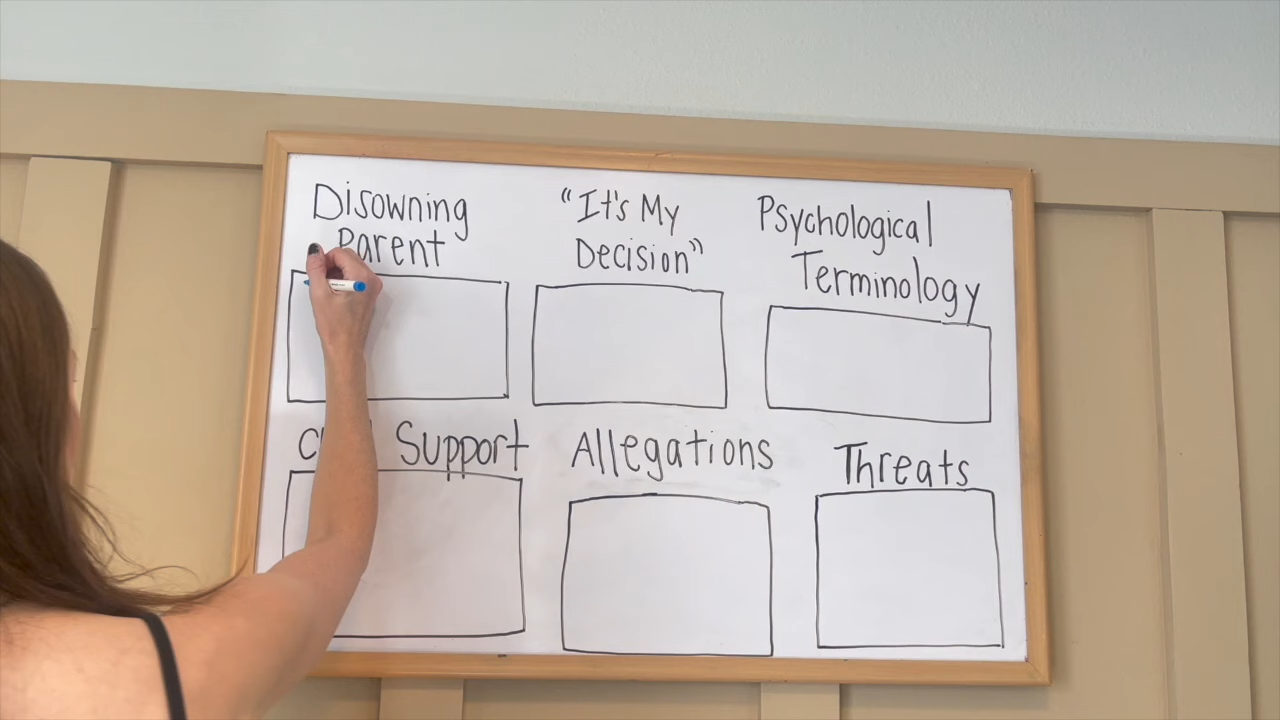 Disowning
Parent
"It's My
Decision"
Psychological
Terminology
Support
Allegations
Threats